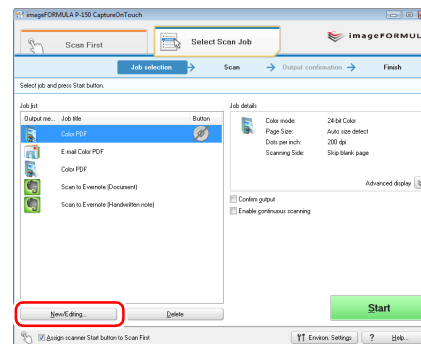 imageFORMULA P-150 CaptureOnTouch
Scan First
Select Scan Job
imageFORMUL
Job selection
Scan
Output confirmation
Finish
Select job and press Start button.
Job list
Job details
Output me...
Job title
Button
Color PDF
E-mail Color PDF
Color PDF
Scan to Evernote (Document)
Scan to Evernote (Handwritten note)
Color mode: 24-bit Color
Page Size: Auto size detect
Dots per inch: 200 dpi
Scanning Side: Skip blank page
Advanced display
Confirm output
Enable continuous scanning
New/Editing...
Delete
Start
Assign scanner Start button to Scan First
Environ. Settings
?
Help...